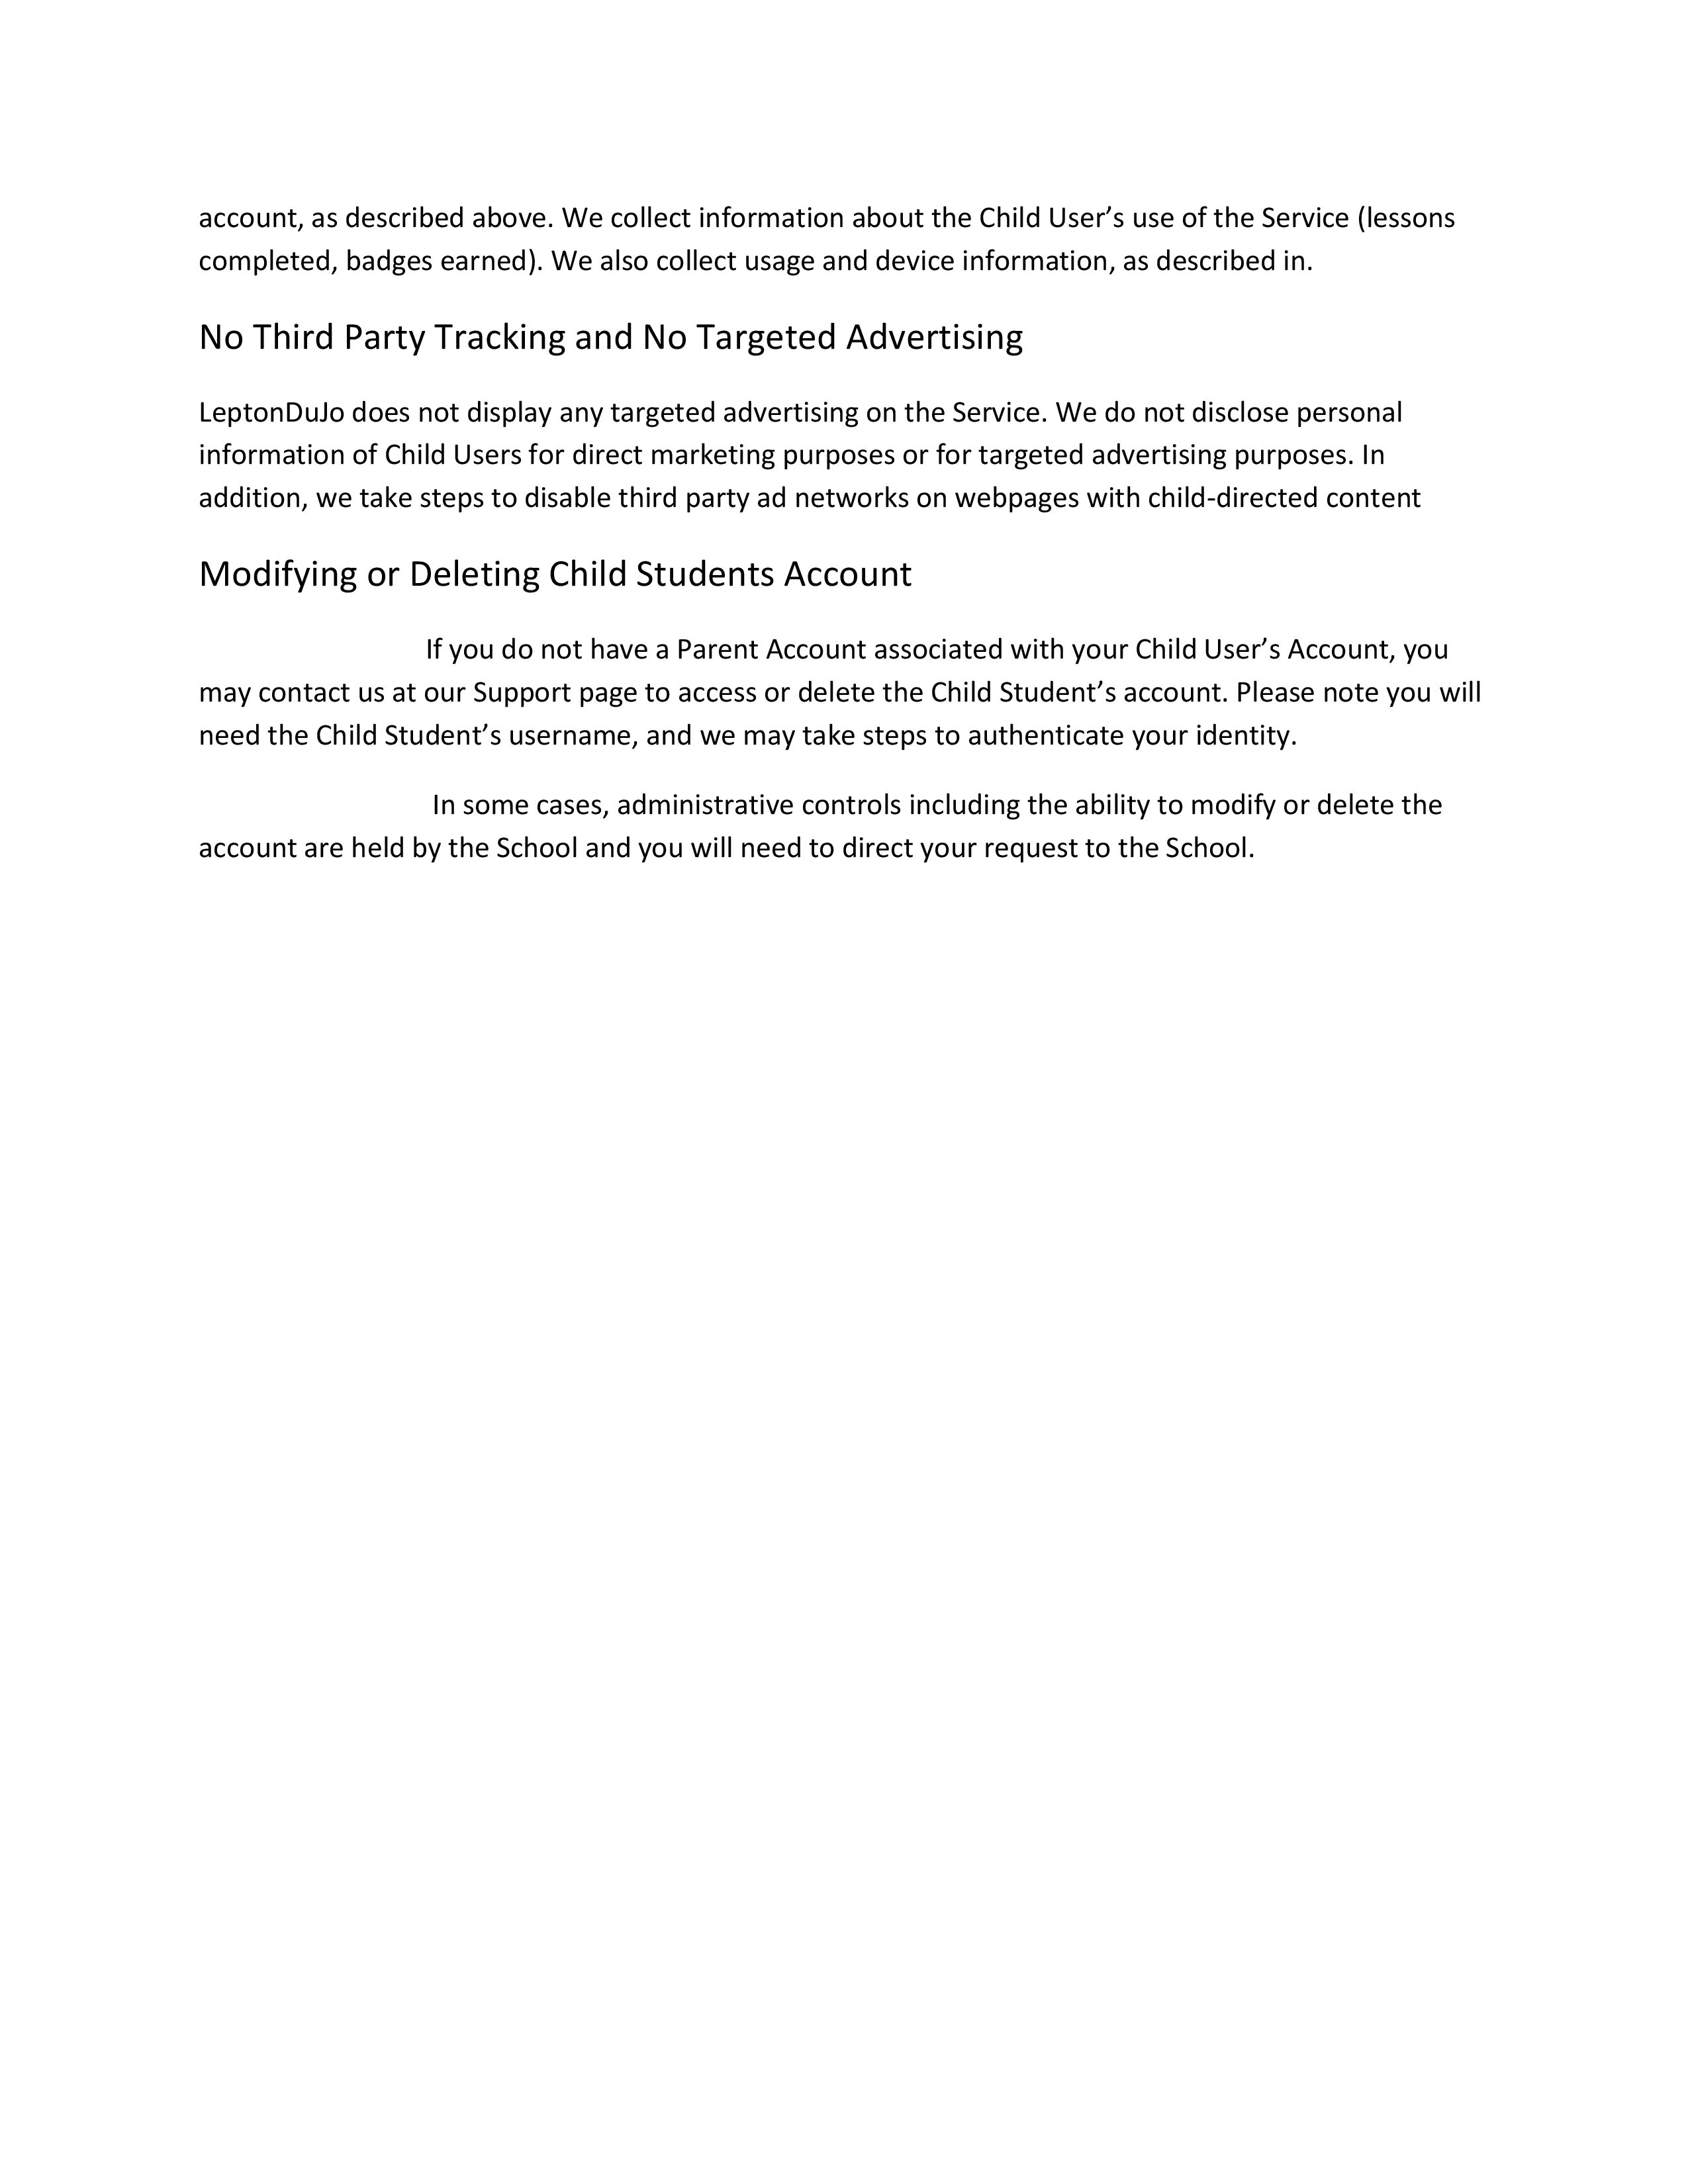 account, as described above. We collect information about the Child User’s use of the Service (lessons
completed, badges earned). We also collect usage and device information, as described in.
No Third Party Tracking and No Targeted Advertising
LeptonDuJo does not display any targeted advertising on the Service. We do not disclose personal
information of Child Users for direct marketing purposes or for targeted advertising purposes. In
addition, we take steps to disable third party ad networks on webpages with child-directed content
Modifying or Deleting Child Students Account
If you do not have a Parent Account associated with your Child User’s Account, you
may contact us at our Support page to access or delete the Child Student’s account. Please note you will
need the Child Student’s username, and we may take steps to authenticate your identity.
In some cases, administrative controls including the ability to modify or delete the
account are held by the School and you will need to direct your request to the School.